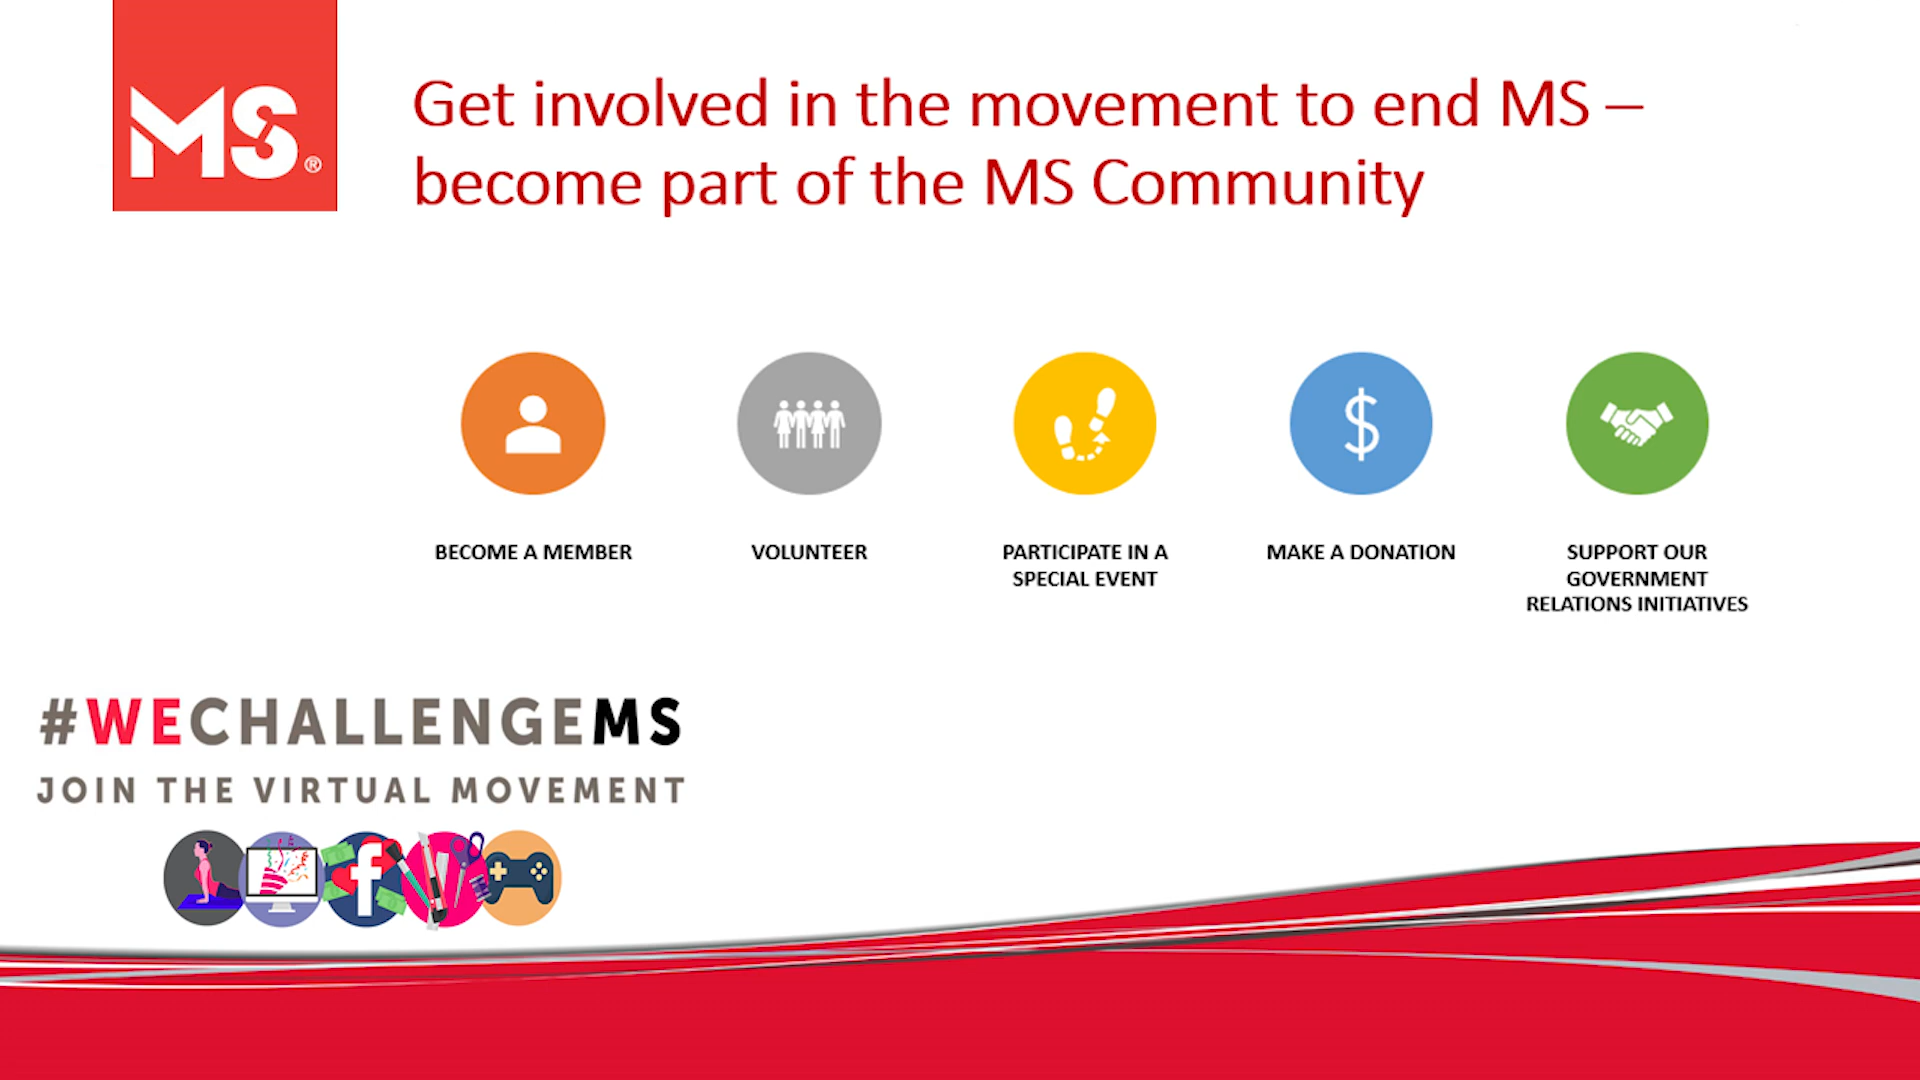 MS®
Get involved in the movement to end MS –
become part of the MS Community
BECOME A MEMBER
VOLUNTEER
PARTICIPATE IN A
SPECIAL EVENT
MAKE A DONATION
SUPPORT OUR
GOVERNMENT
RELATIONS INITIATIVES
#WECHALLENGEMS
JOIN THE VIRTUAL MOVEMENT
f